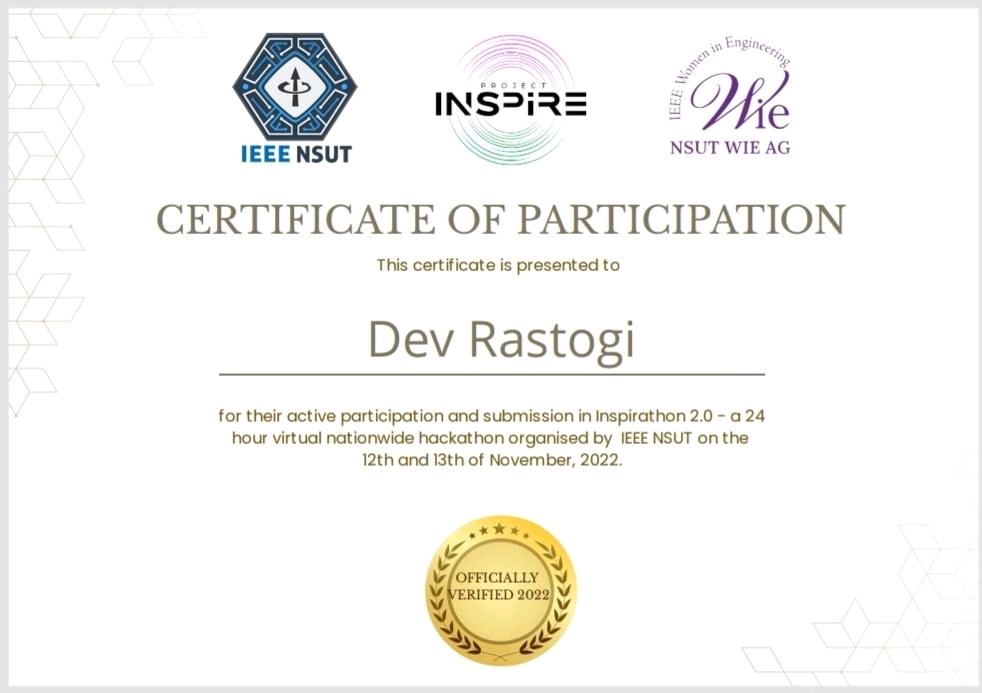 IEEE NSUT
PROJECT
INSPIRE
IEEE Women in Engineering
Wie
NSUT WIE AG
CERTIFICATE OF PARTICIPATION
This certificate is presented to
Dev Rastogi
for their active participation and submission in Inspirathon 2.0 - a 24
hour virtual nationwide hackathon organised by IEEE NSUT on the
12th and 13th of November, 2022.
OFFICIALLY
VERIFIED 2022